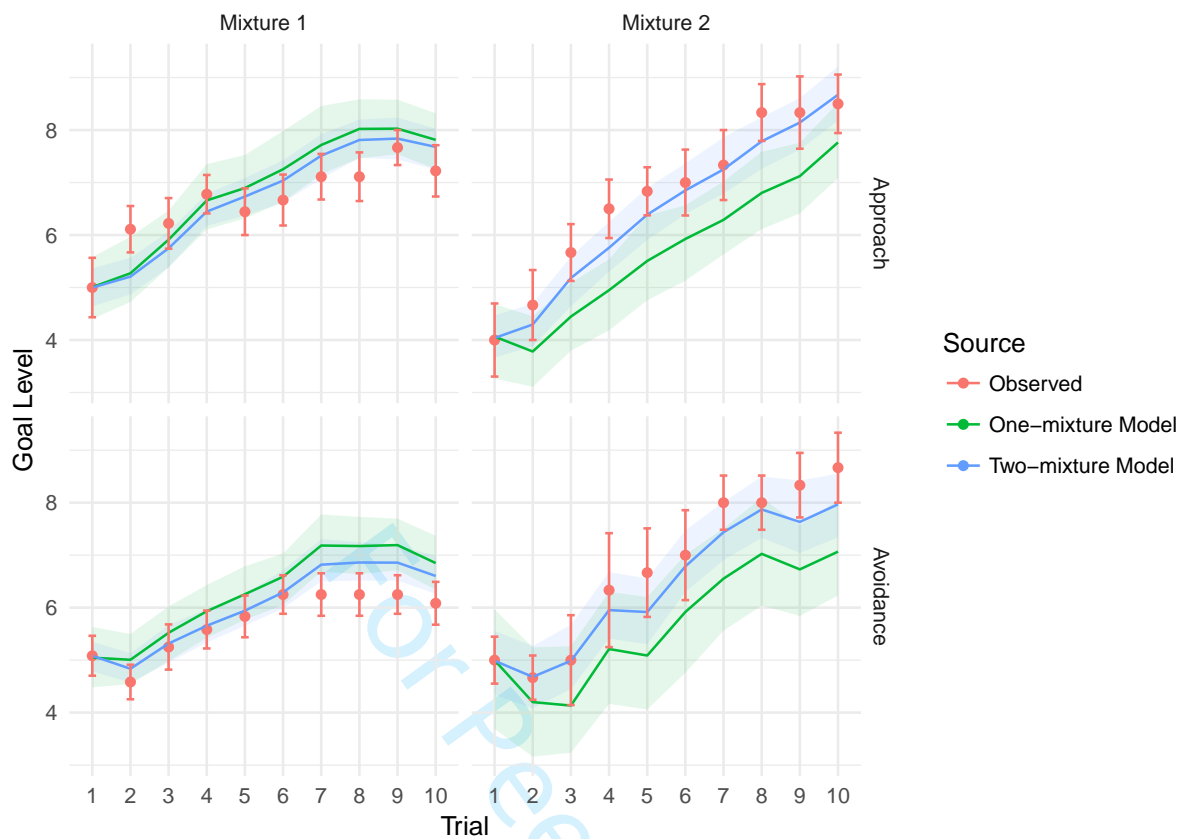 Mixture 1
Mixture 2
8
6
4
Approach
8
6
4
Avoidance
Goal Level
1 2 3 4 5 6 7 8 9 10
1 2 3 4 5 6 7 8 9 10
Trial
Source
Observed
One−mixture Model
Two−mixture Model
For Pee